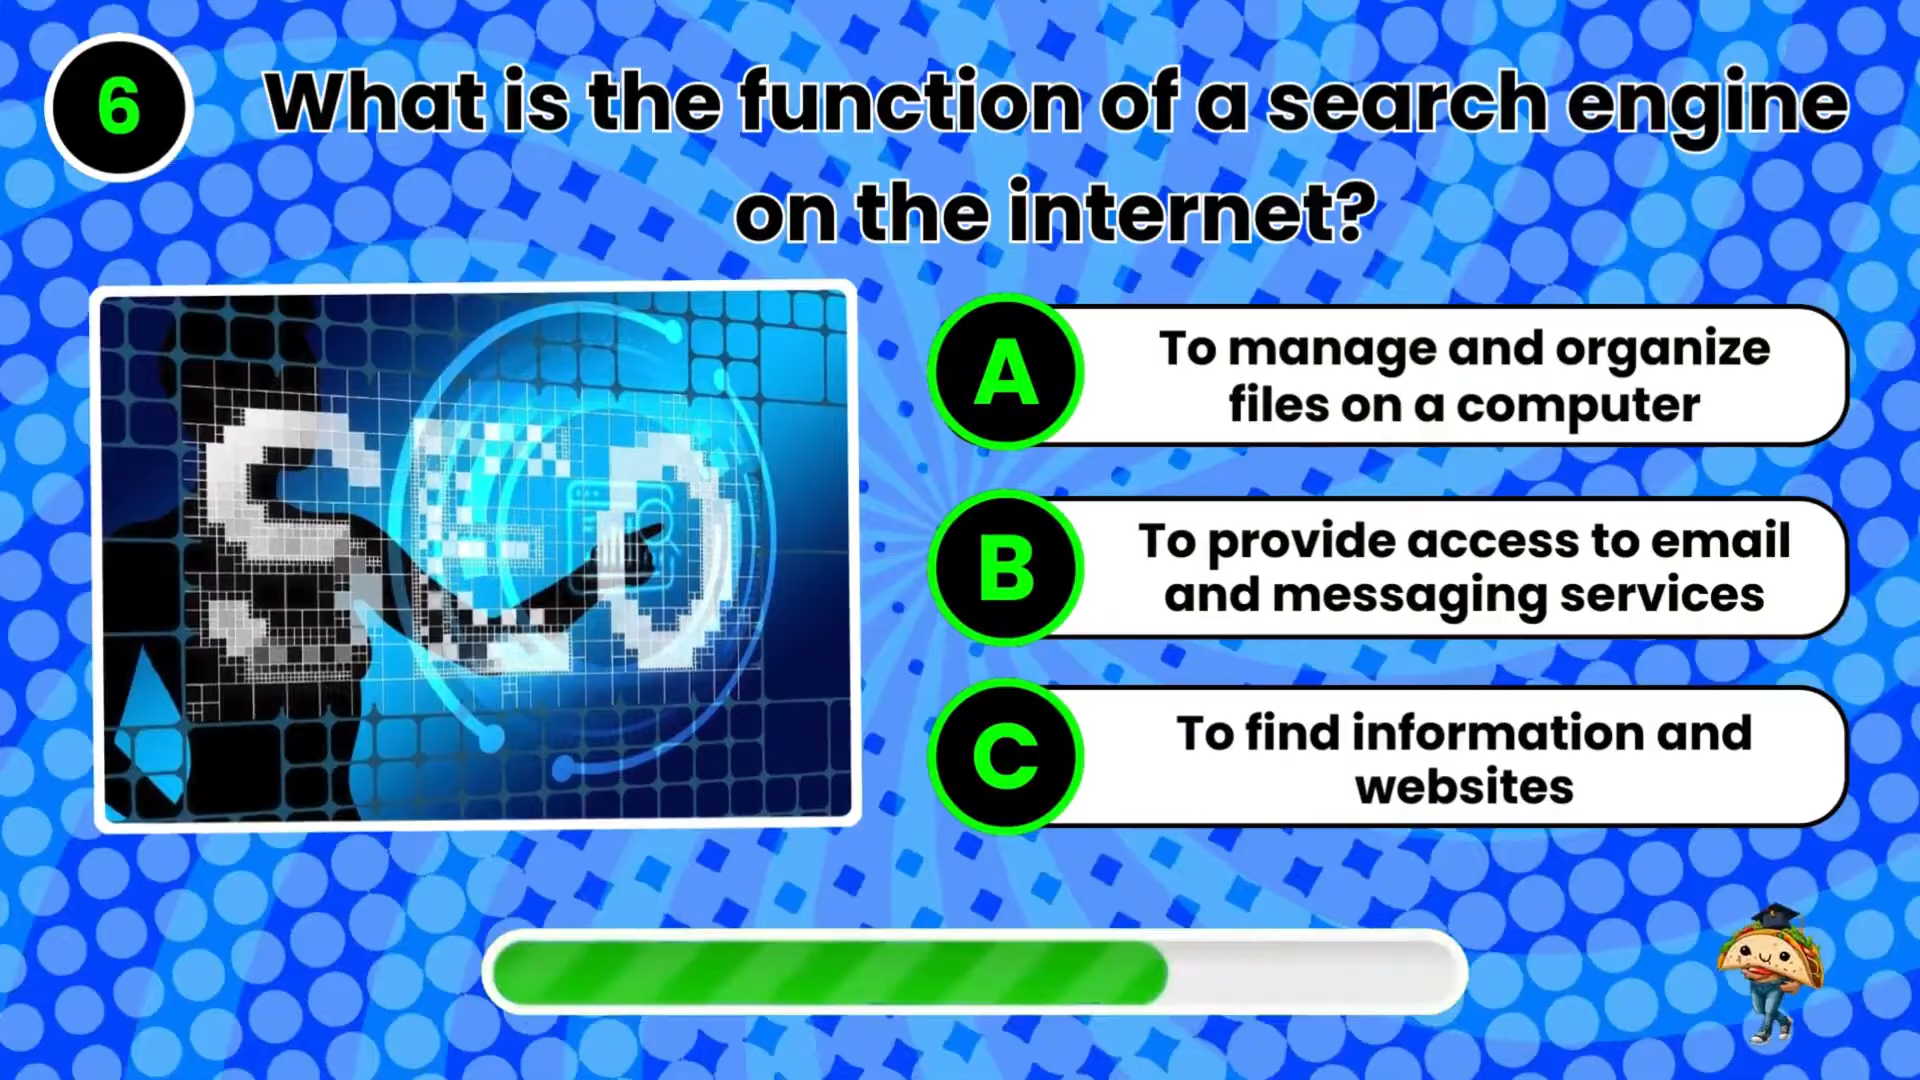 6
What is the function of a search engine
on the internet?
SEO
A
To manage and organize
files on a computer
B
To provide access to email
and messaging services
C
To find information and
websites